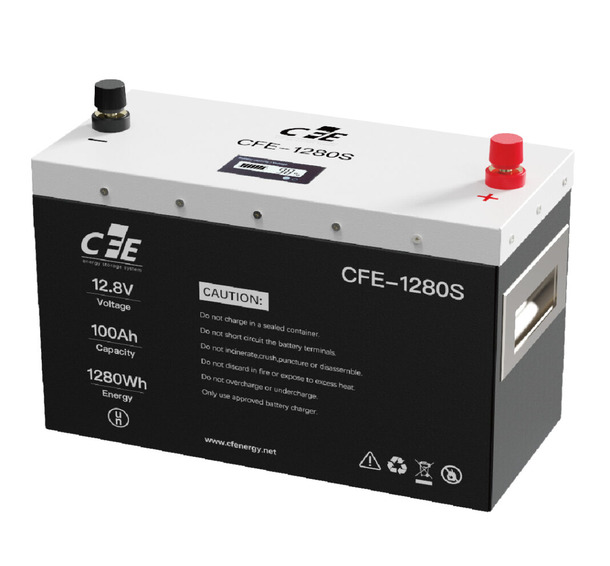 CFE
CFE-1280S
−
+
CFE
energy storage system
12.8V
Voltage
100Ah
Capacity
1280Wh
Energy
un
CFE-1280S
CAUTION:
Do not charge in a sealed container.
Do not short circuit the battery terminals.
Do not incinerate,crush,puncture or disassemble.
Do not discard in fire or expose to excess heat.
Do not overcharge or undercharge.
Only use approved battery charger.
www.cfenergy.net